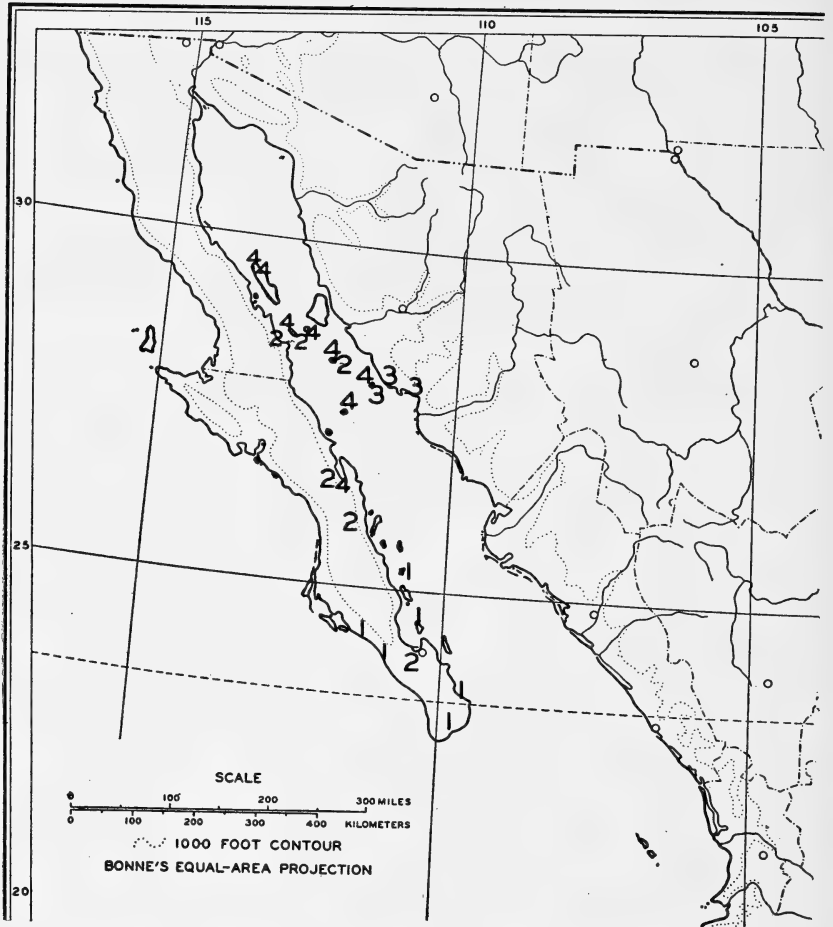 115 110 105
30
4
4
4 4
2 2
4
2
4 3 3
3
4
2 4
2
25
1
1
1 1
2
1
1
SCALE
0 100 200 300 MILES
0 100 200 300 400 KILOMETERS
1000 FOOT CONTOUR
BONNE'S EQUAL-AREA PROJECTION
20